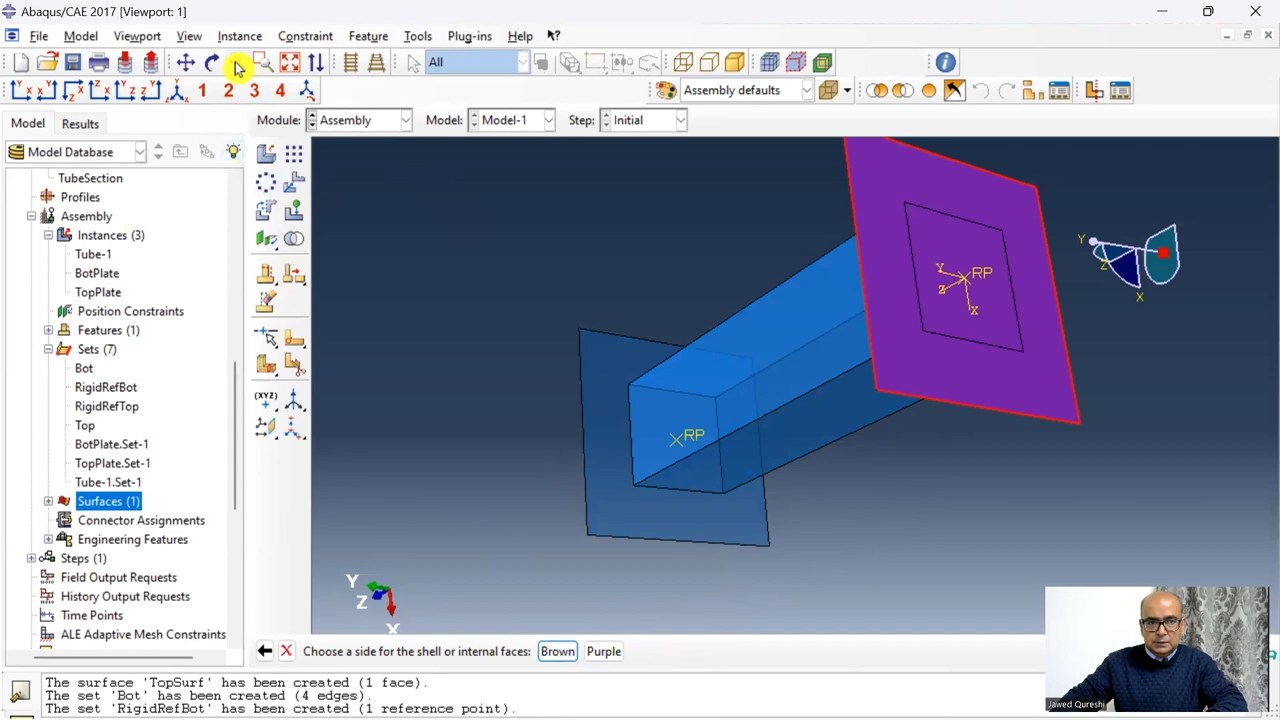 Abaqus/CAE 2017 [Viewport: 1]
File Model Viewport View Instance Constraint Feature Tools Plug-ins Help
All
1 2 3 4
Assembly defaults
Model Results
Module: Assembly Model: Model-1 Step: Initial
Model Database
TubeSection
Profiles
Assembly
Instances (3)
Tube-1
BotPlate
TopPlate
Position Constraints
Features (1)
Sets (7)
Bot
RigidRefBot
RigidRefTop
Top
BotPlate.Set-1
TopPlate.Set-1
Tube-1.Set-1
Surfaces (1)
Connector Assignments
Engineering Features
Steps (1)
Field Output Requests
History Output Requests
Time Points
ALE Adaptive Mesh Constraints
(XYZ)
Y
Z
X
Y
RP
Z
X
RP
Y
Z
X
Choose a side for the shell or internal faces: Brown Purple
The surface 'TopSurf' has been created (1 face).
The set 'Bot' has been created (4 edges).
The set 'RigidRefBot' has been created (1 reference point).
Jawed Qureshi